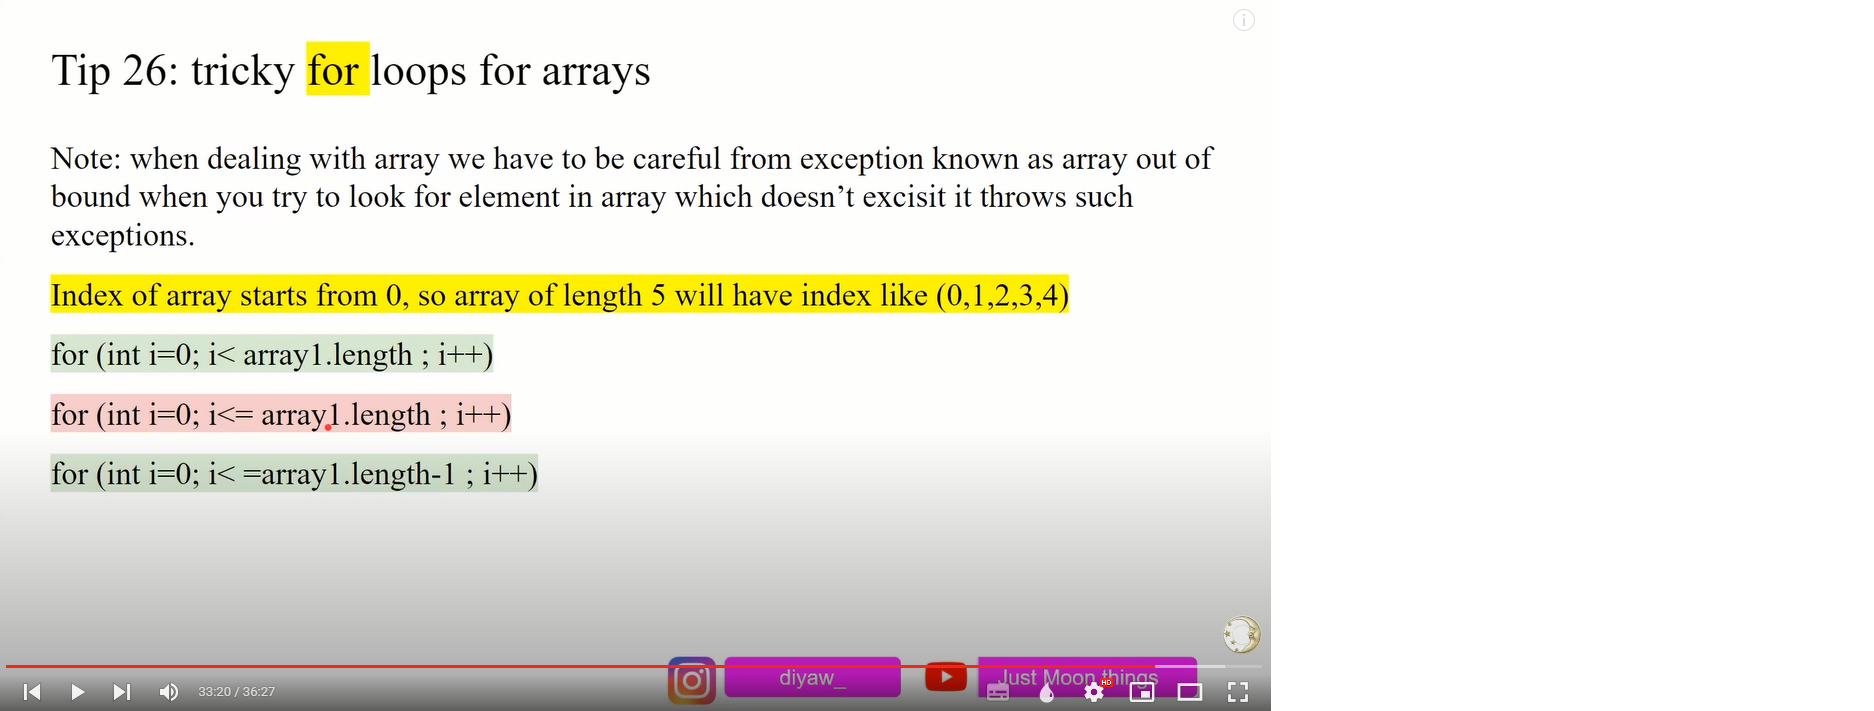 Tip 26: tricky for loops for arrays
Note: when dealing with array we have to be careful from exception known as array out of
bound when you try to look for element in array which doesn’t excisit it throws such
exceptions.
Index of array starts from 0, so array of length 5 will have index like (0,1,2,3,4)
for (int i=0; i< array1.length ; i++)
for (int i=0; i<= array1.length ; i++)
for (int i=0; i< =array1.length-1 ; i++)
diyaw_
Just Moon things
33:20 / 36:27
HD